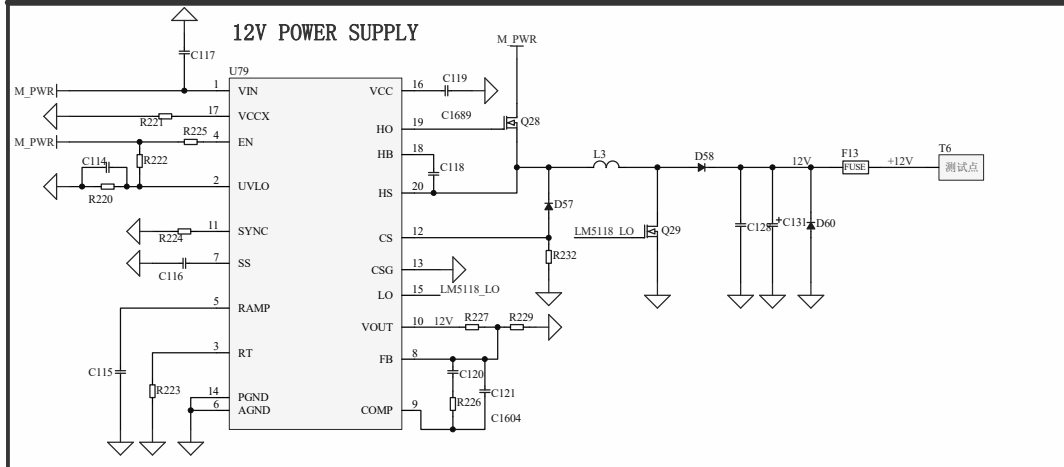 12V POWER SUPPLY
C117
M_PWR
U79
1
VIN
VCC
16
C119
M_PWR
17
VCCX
R221
C1689
M_PWR
R225
4
EN
HO
19
Q28
C114
R222
HB
18
C118
L3
D58
12V
F13
FUSE
+12V
T6
测试点
2
UVLO
HS
20
R220
D57
11
SYNC
CS
12
LM5118_LO
Q29
C128
C131
D60
R224
R232
7
SS
CSG
13
C116
LO
15
LM5118_LO
5
RAMP
VOUT
10
12V
R227
R229
3
RT
FB
8
C115
R223
C120
C121
14
PGND
R226
6
AGND
COMP
9
C1604